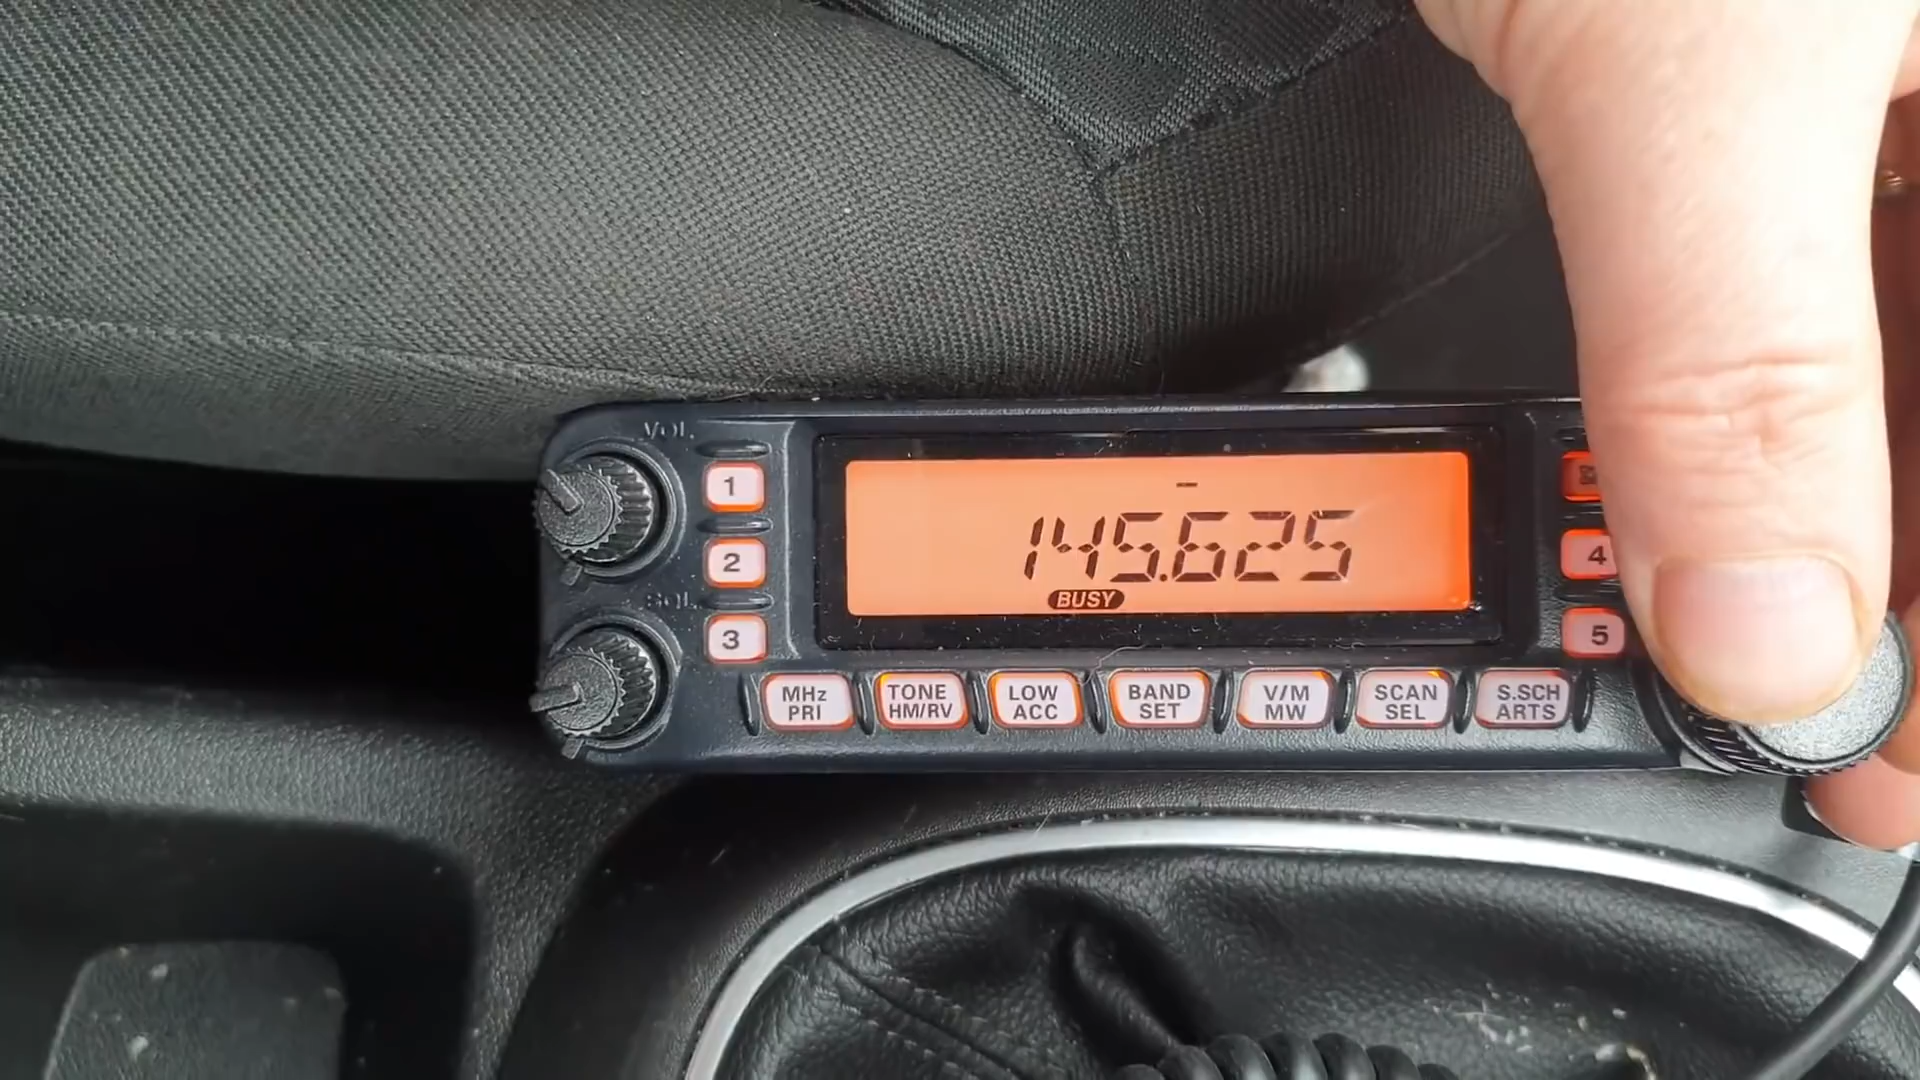 VOL
1
-
4
145.625
2
BUSY
SQL
3
5
MHz
PRI
TONE
HM/RV
LOW
ACC
BAND
SET
V/M
MW
SCAN
SEL
S.SCH
ARTS